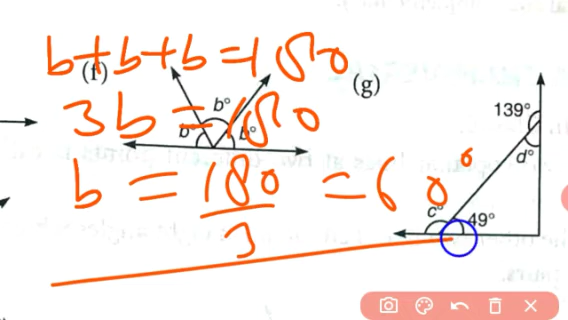 b+b+b=180
(f)
(g)
3b=180
b°
b°
b°
139°
d°
b = 180/3 = 60°
c°
49°